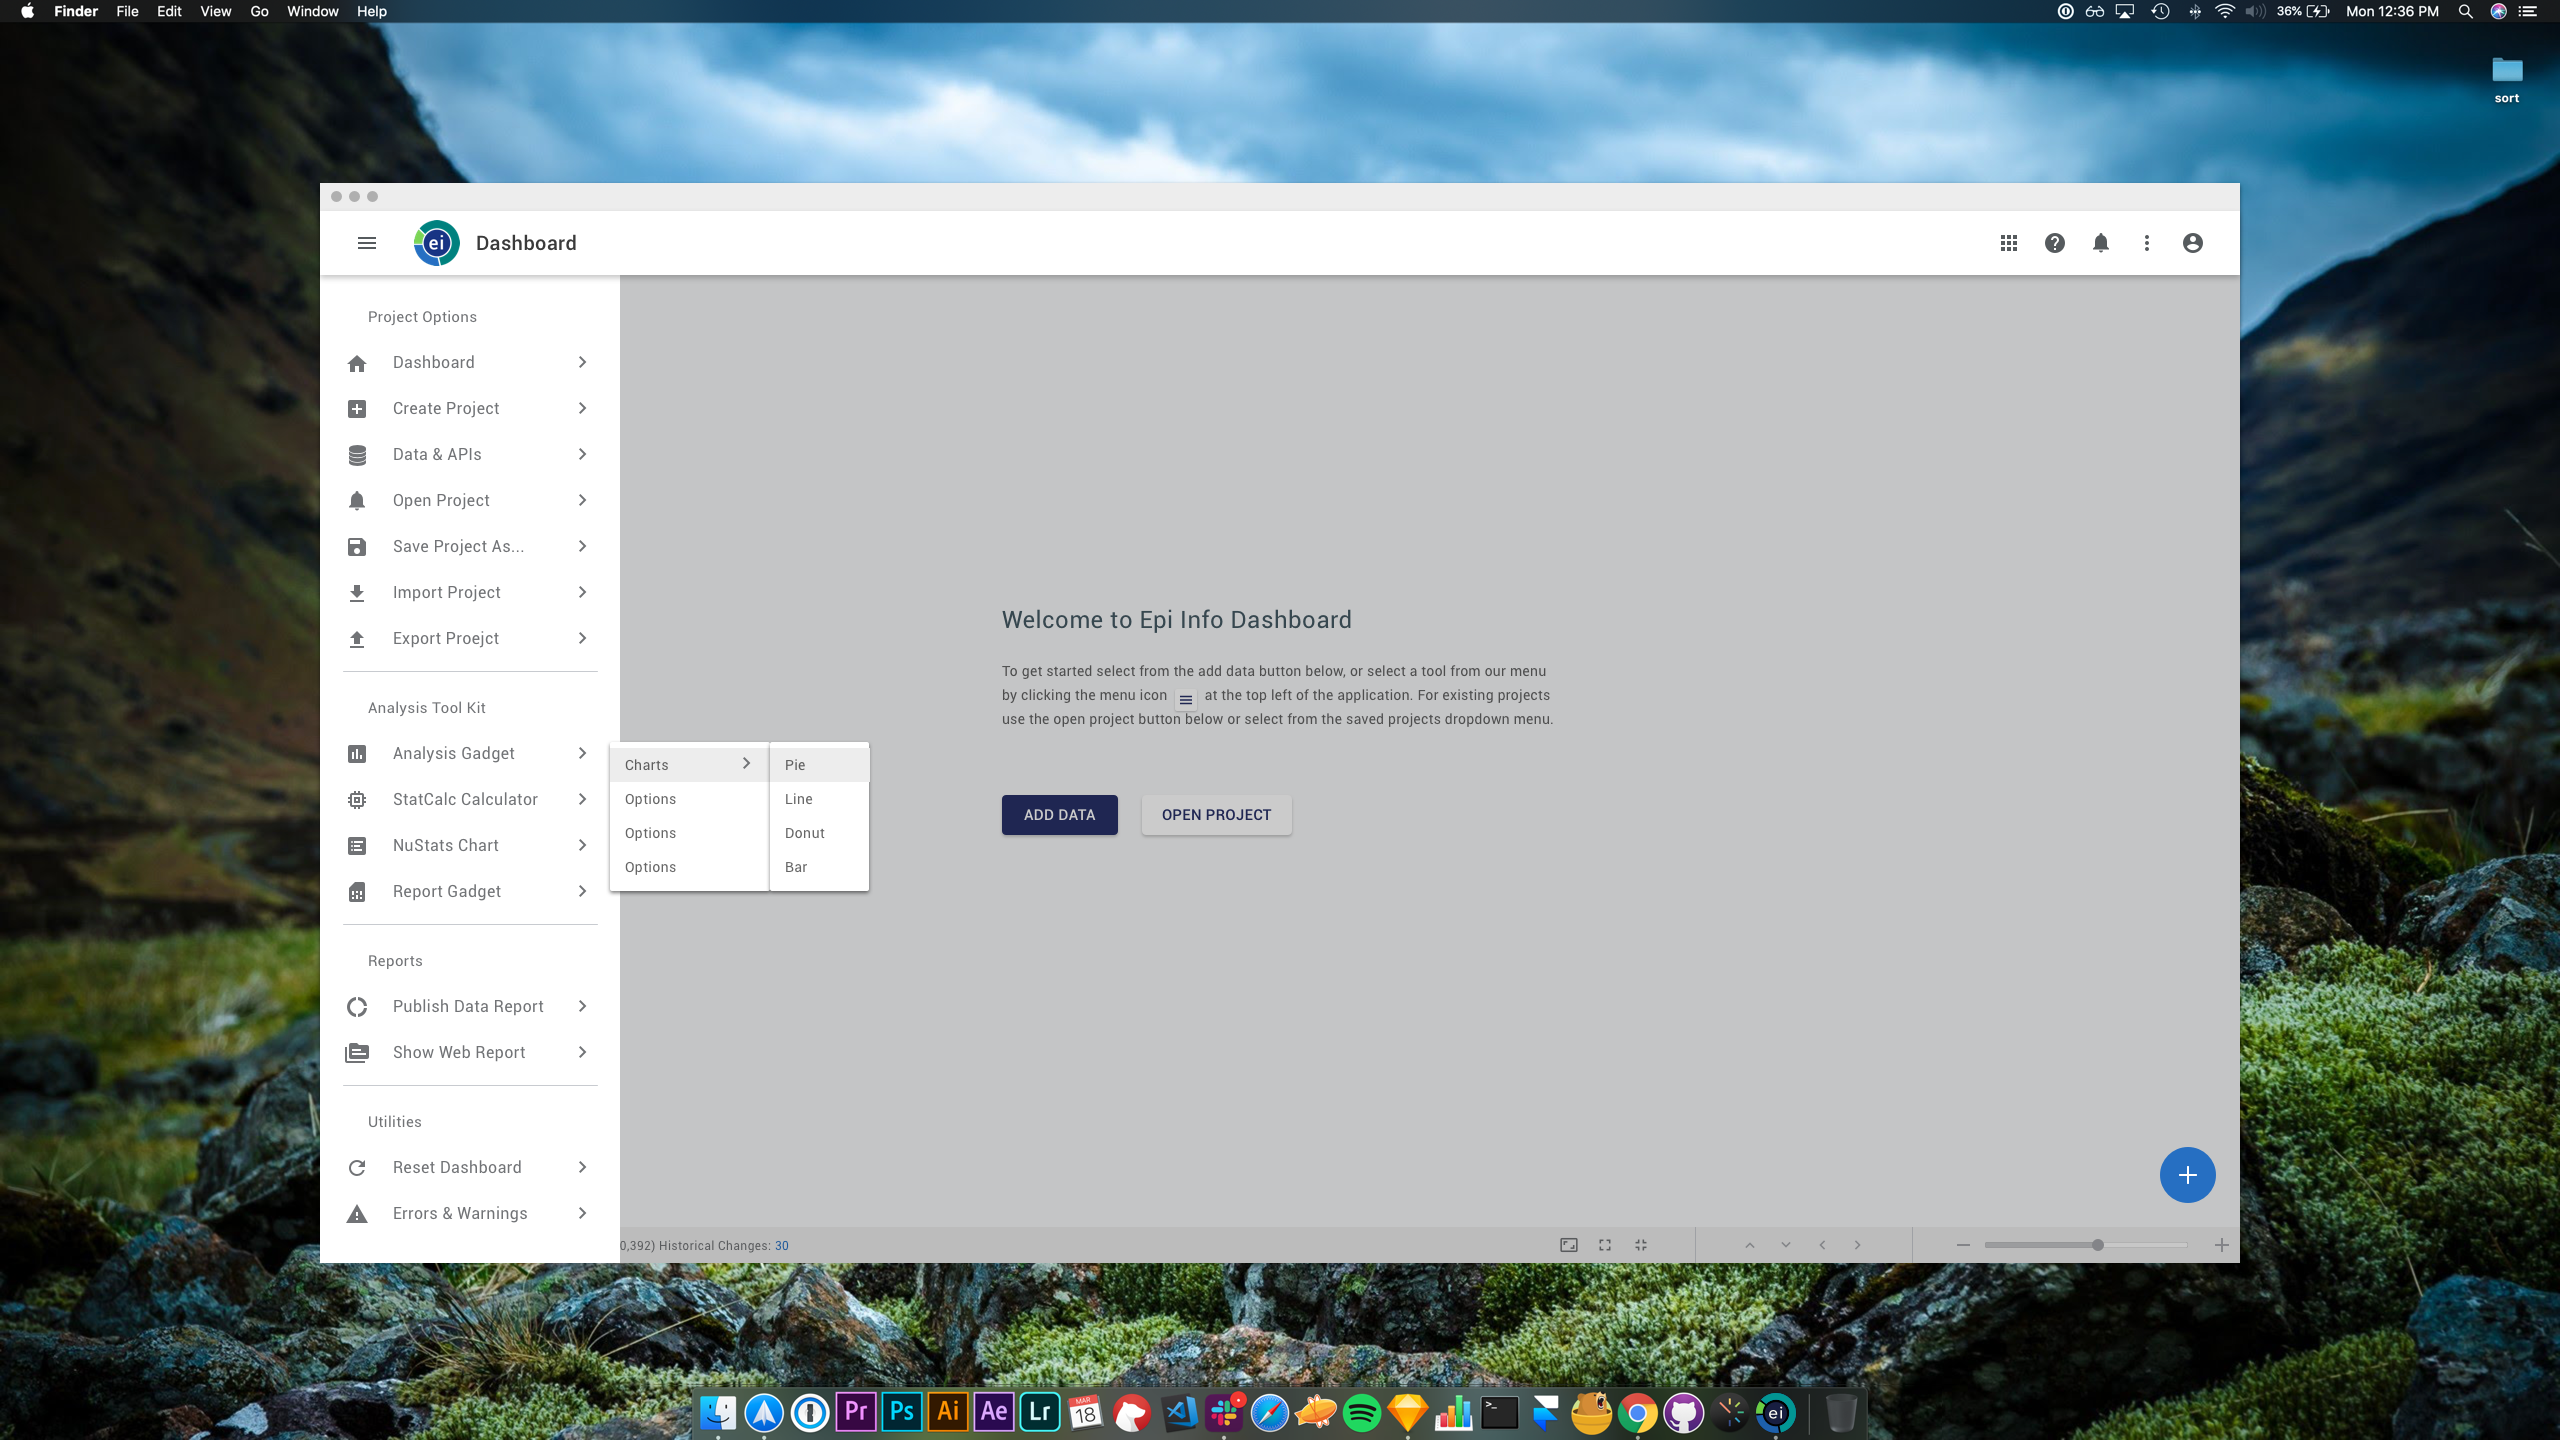 Finder File Edit View Go Window Help
36% Mon 12:36 PM
sort
ei Dashboard
Project Options
Dashboard
Create Project
Data & APIs
Open Project
Save Project As...
Import Project
Export Proejct
Analysis Tool Kit
Analysis Gadget
StatCalc Calculator
NuStats Chart
Report Gadget
Reports
Publish Data Report
Show Web Report
Utilities
Reset Dashboard
Errors & Warnings
Charts
Options
Options
Options
Pie
Line
Donut
Bar
Welcome to Epi Info Dashboard
To get started select from the add data button below, or select a tool from our menu
by clicking the menu icon at the top left of the application. For existing projects
use the open project button below or select from the saved projects dropdown menu.
ADD DATA
OPEN PROJECT
0,392) Historical Changes: 30
Pr Ps Ai Ae Lr MAR 18 ei